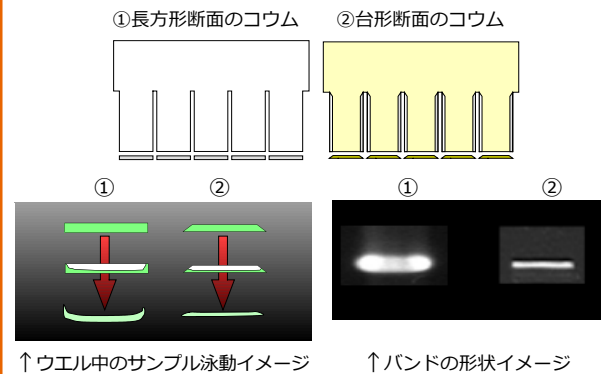 ①長方形断面のコウム ②台形断面のコウム
① ② ① ②
↑ウエル中のサンプル泳動イメージ ↑バンドの形状イメージ